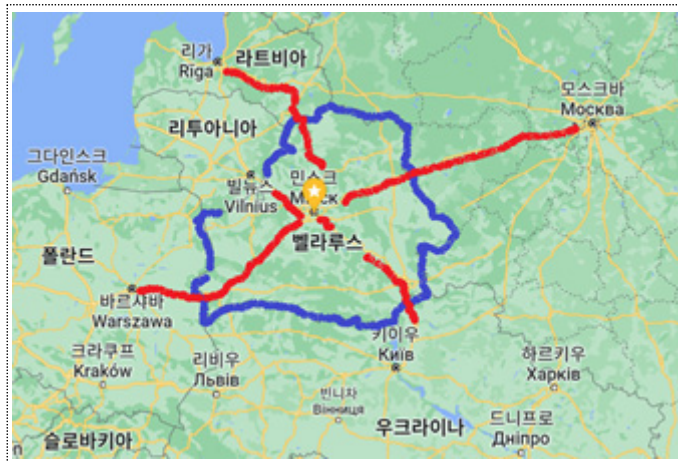 리가
Rīga
라트비아
모스크바
Москва
리투아니아
그다인스크
Gdańsk
빌뉴스
Vilnius
민스크
벨라루스
폴란드
바르샤바
Warszawa
키이우
Київ
크라쿠프
Kraków
리비우
Львів
하르키우
Харків
빈니차
Вінниця
우크라이나
드니프로
Дніпро
슬로바키아
n